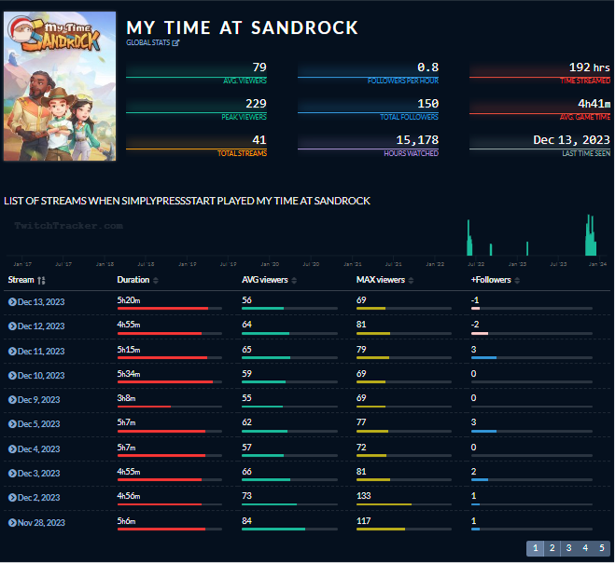 My Time
at SANDROCK
MY TIME AT SANDROCK
GLOBAL STATS
79 0.8 192 hrs
AVG. VIEWERS FOLLOWERS PER HOUR TIME STREAMED
229 150 4h41m
PEAK VIEWERS TOTAL FOLLOWERS AVG. GAME TIME
41 15,178 Dec 13, 2023
TOTAL STREAMS HOURS WATCHED LAST TIME SEEN
LIST OF STREAMS WHEN SIMPLYPRESSSTART PLAYED MY TIME AT SANDROCK
TwitchTracker.com
Jan '17 Jul '17 Jan '18 Jul '18 Jan '19 Jul '19 Jan '20 Jul '20 Jan '21 Jul '21 Jan '22 Jul '22 Jan '23 Jul '23 Jan '24
Stream Duration AVG viewers MAX viewers +Followers
Dec 13, 2023 5h20m 56 69 -1
Dec 12, 2023 4h55m 64 81 -2
Dec 11, 2023 5h15m 65 79 3
Dec 10, 2023 5h34m 59 69 0
Dec 9, 2023 3h8m 55 69 0
Dec 5, 2023 5h7m 62 77 3
Dec 4, 2023 5h7m 57 72 0
Dec 3, 2023 4h55m 66 81 2
Dec 2, 2023 4h56m 73 133 1
Nov 28, 2023 5h6m 84 117 1
1 2 3 4 5